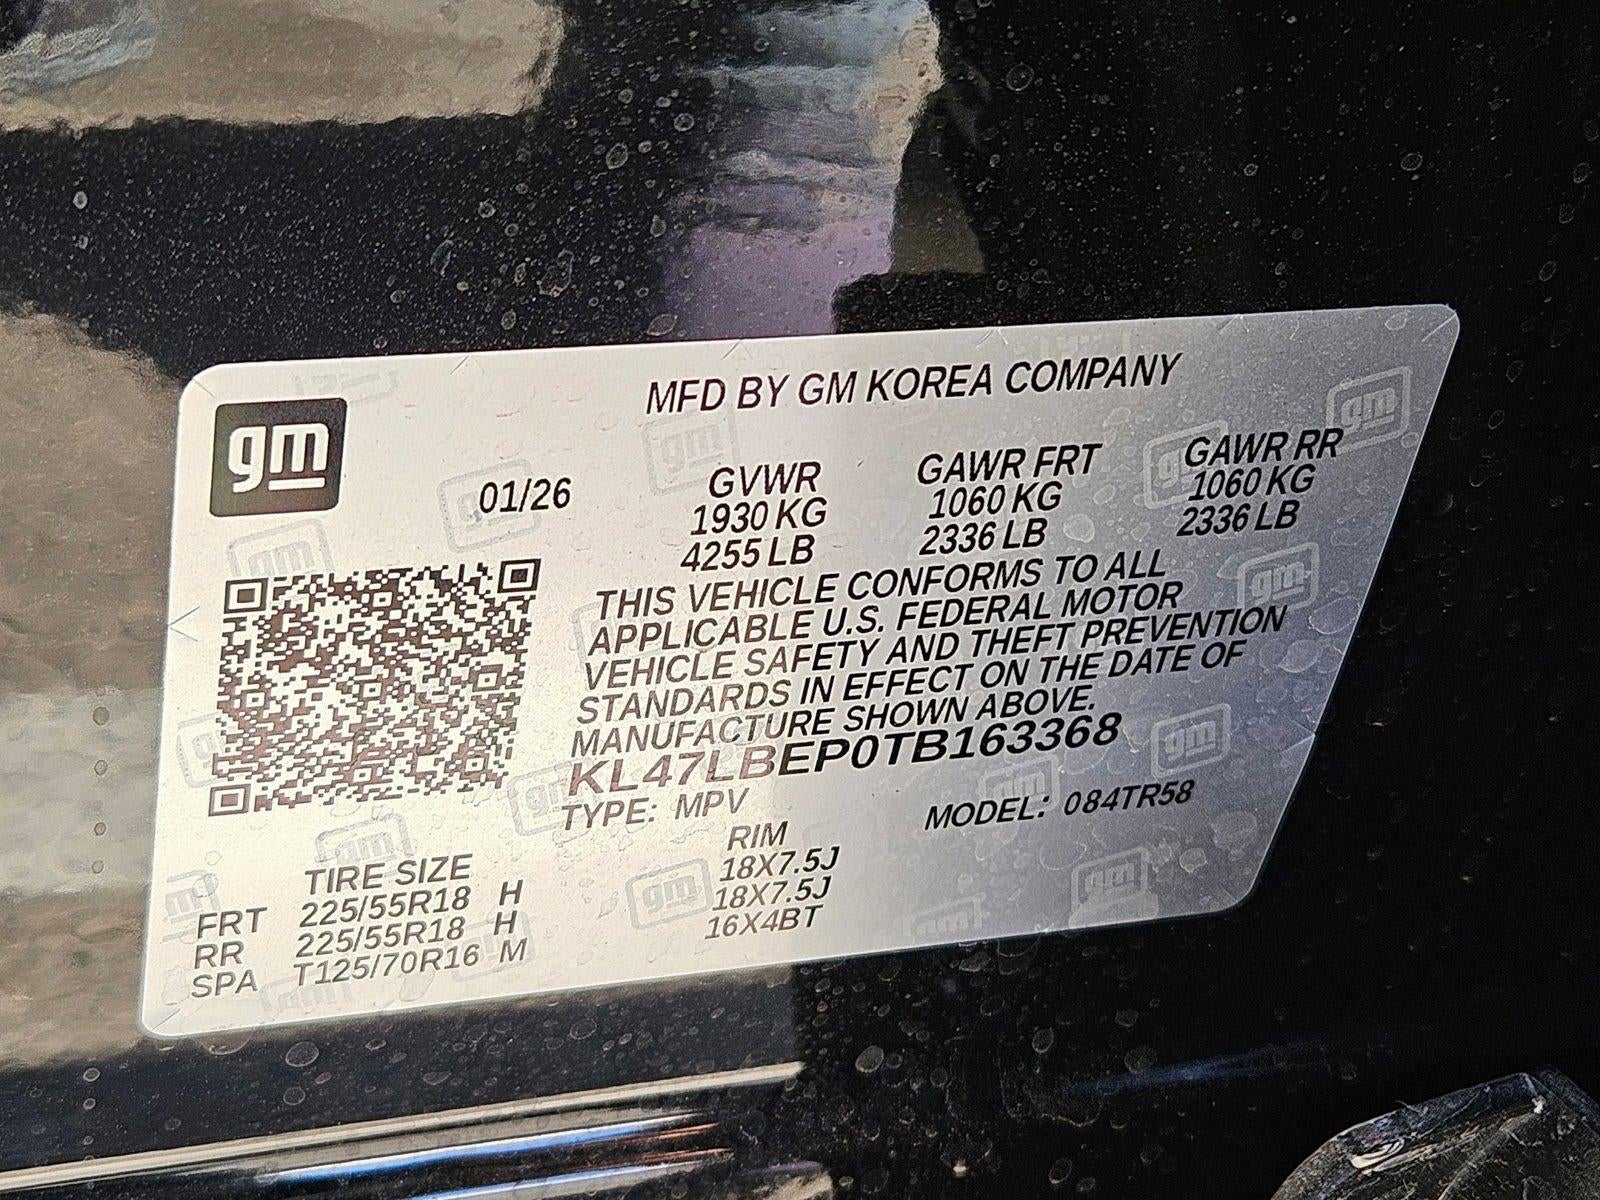 MFD BY GM KOREA COMPANY
gm
01/26
GVWR GAWR FRT GAWR RR
1930 KG 1060 KG 1060 KG
4255 LB 2336 LB 2336 LB
THIS VEHICLE CONFORMS TO ALL
APPLICABLE U.S. FEDERAL MOTOR
VEHICLE SAFETY AND THEFT PREVENTION
STANDARDS IN EFFECT ON THE DATE OF
MANUFACTURE SHOWN ABOVE.
KL47LBEP0TB163368
TYPE: MPV MODEL: 084TR58
TIRE SIZE RIM
FRT 225/55R18 H 18X7.5J
RR 225/55R18 H 18X7.5J
SPA T125/70R16 M 16X4BT